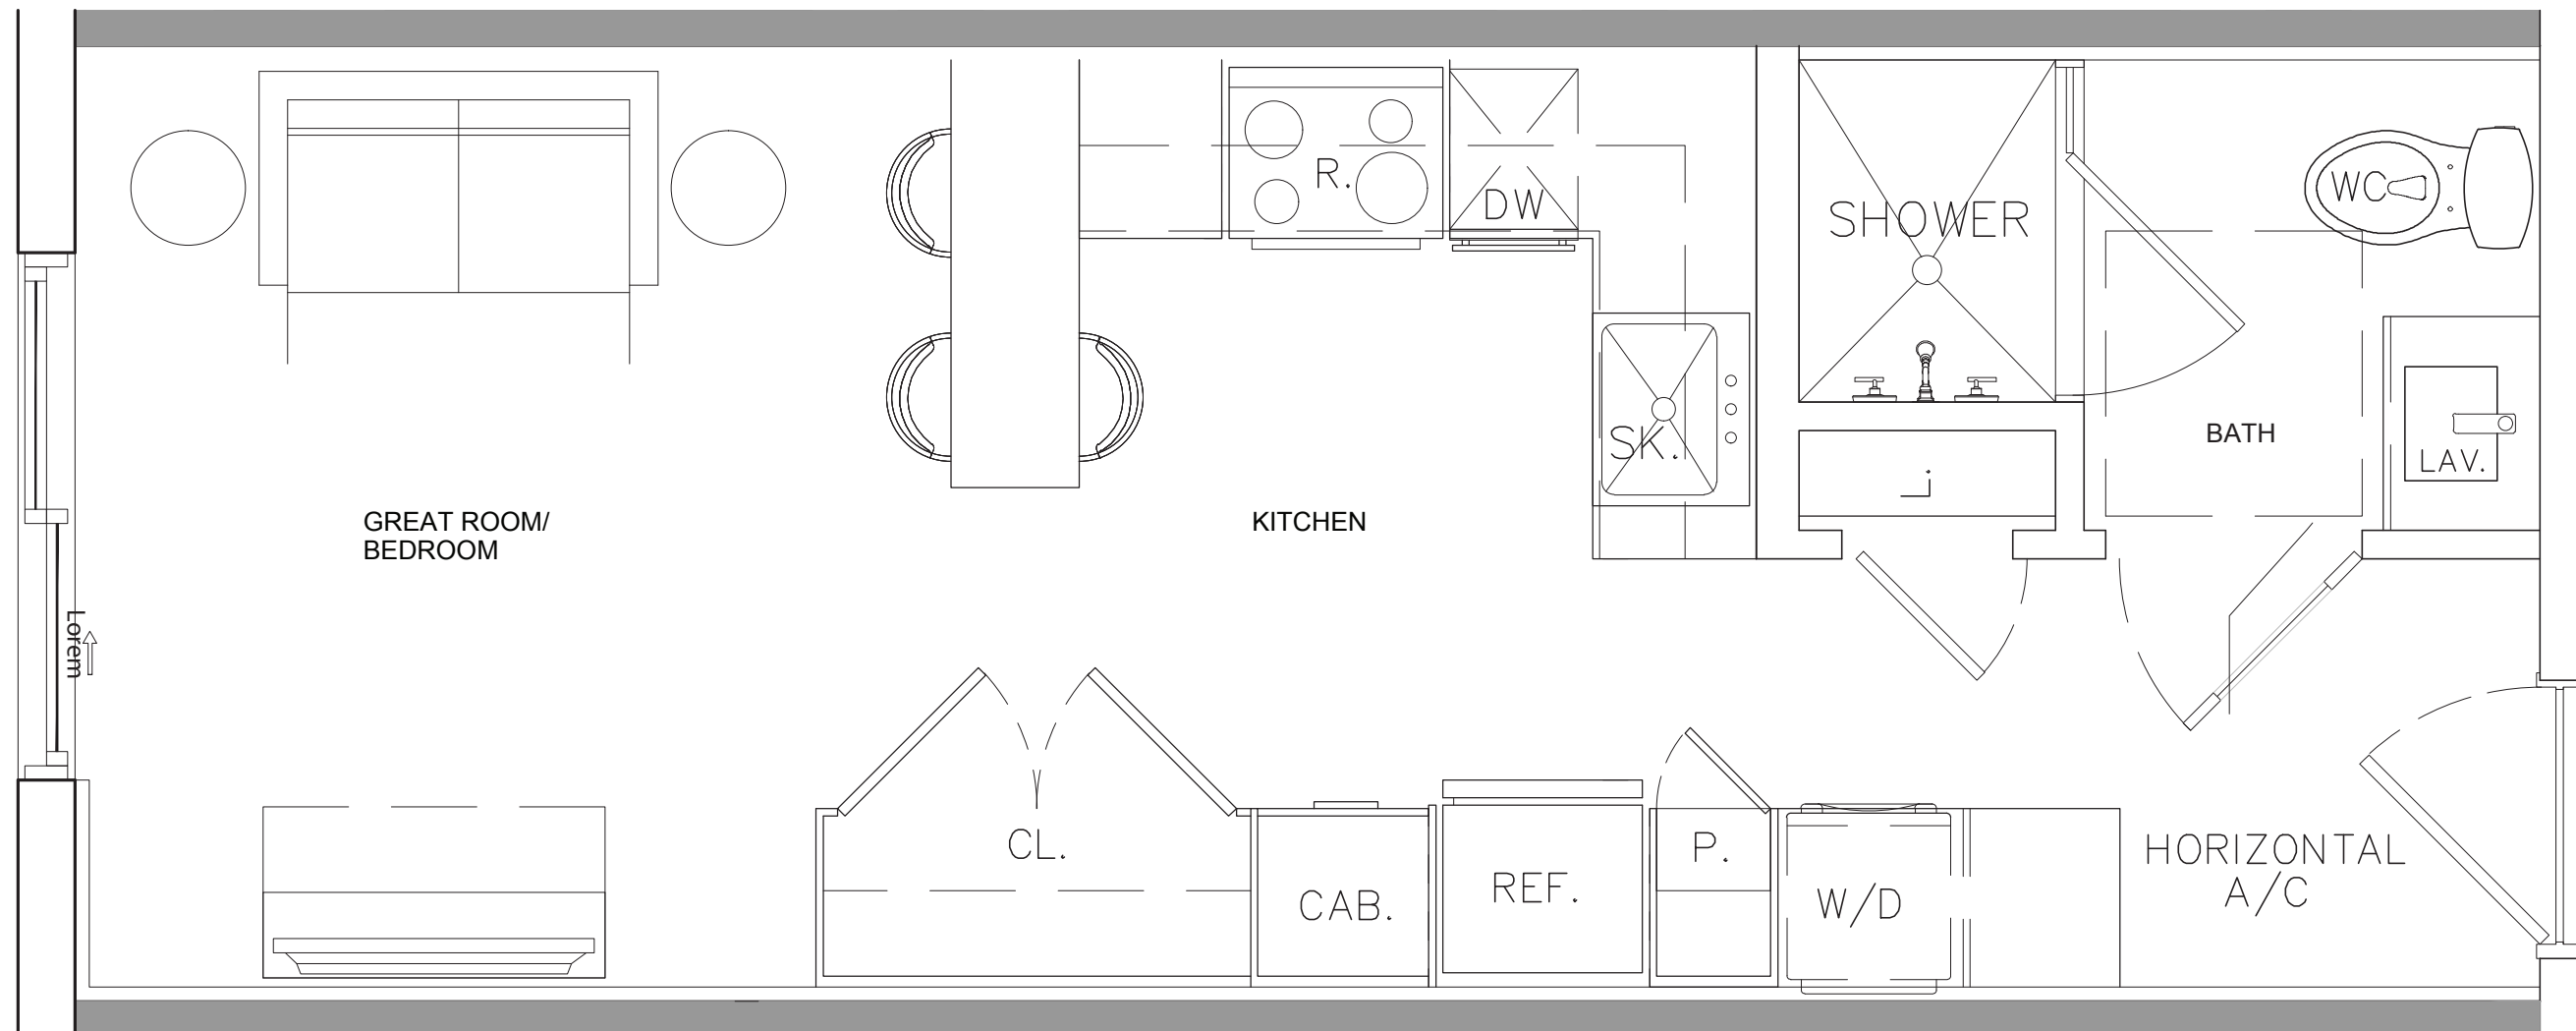 R.
DW
SHOWER
WC
SK.
BATH
LAV.
GREAT ROOM/
BEDROOM
KITCHEN
Lorem
CL.
CAB.
REF.
P.
W/D
HORIZONTAL
A/C